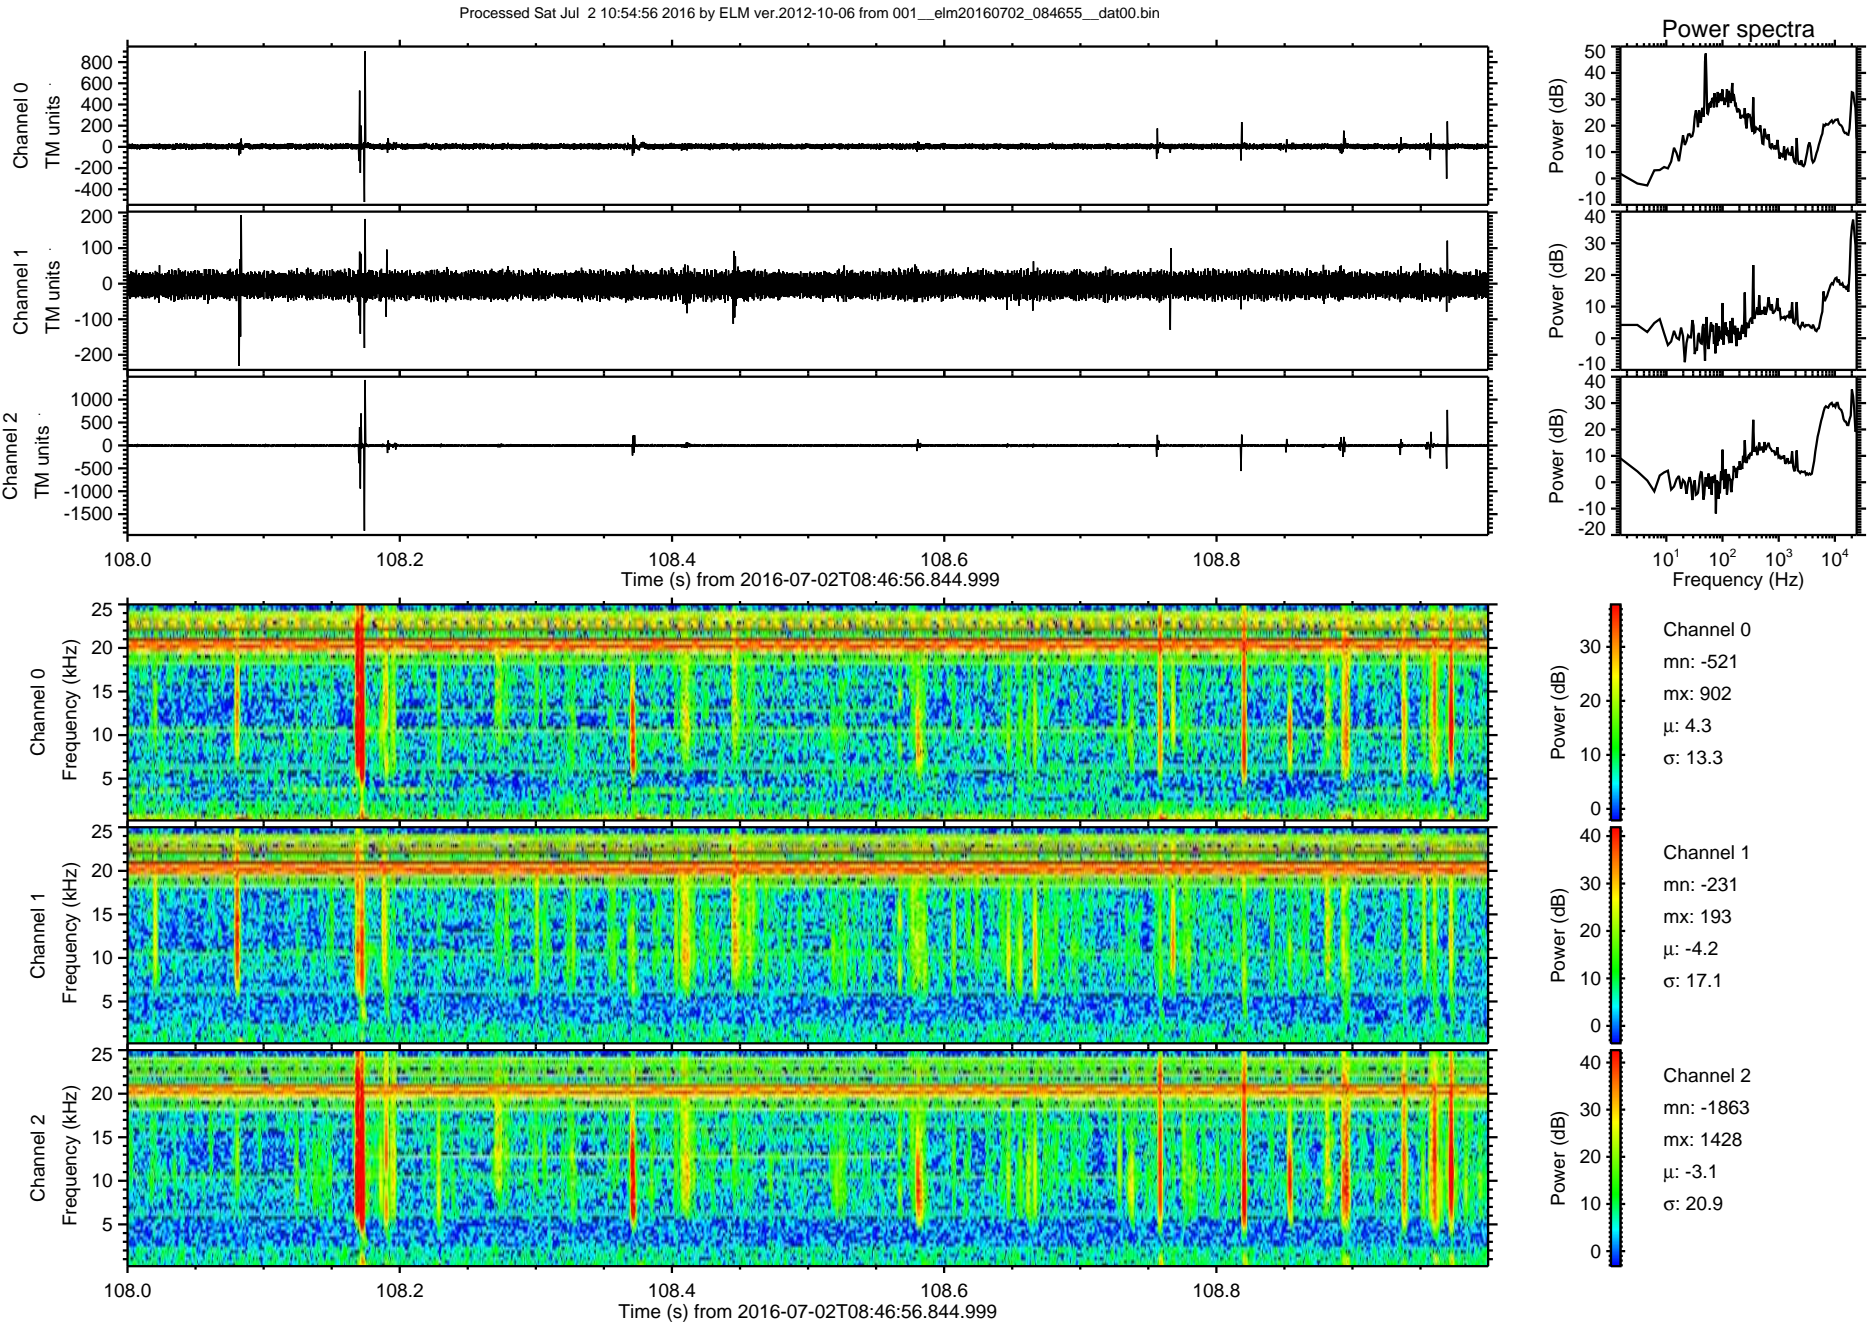 Processed Sat Jul  2 10:54:56 2016 by ELM ver.2012-10-06 from 001__elm20160702_084655__dat00.bin
Power spectra
Channel 0
TM units
800
600
400
200
0
-200
-400
Power (dB)
50
40
30
20
10
0
-10
Channel 1
TM units
200
100
0
-100
-200
Power (dB)
40
30
20
10
0
-10
Channel 2
TM units
1000
500
0
-500
-1000
-1500
Power (dB)
40
30
20
10
0
-10
-20
108.0 108.2 108.4 108.6 108.8
Time (s) from 2016-07-02T08:46:56.844.999
10^1 10^2 10^3 10^4
Frequency (Hz)
Channel 0
Frequency (kHz)
25
20
15
10
5
Power (dB)
30
20
10
0
Channel 0
mn: -521
mx: 902
μ: 4.3
σ: 13.3
Channel 1
Frequency (kHz)
25
20
15
10
5
Power (dB)
40
30
20
10
0
Channel 1
mn: -231
mx: 193
μ: -4.2
σ: 17.1
Channel 2
Frequency (kHz)
25
20
15
10
5
Power (dB)
40
30
20
10
0
Channel 2
mn: -1863
mx: 1428
μ: -3.1
σ: 20.9
108.0 108.2 108.4 108.6 108.8
Time (s) from 2016-07-02T08:46:56.844.999